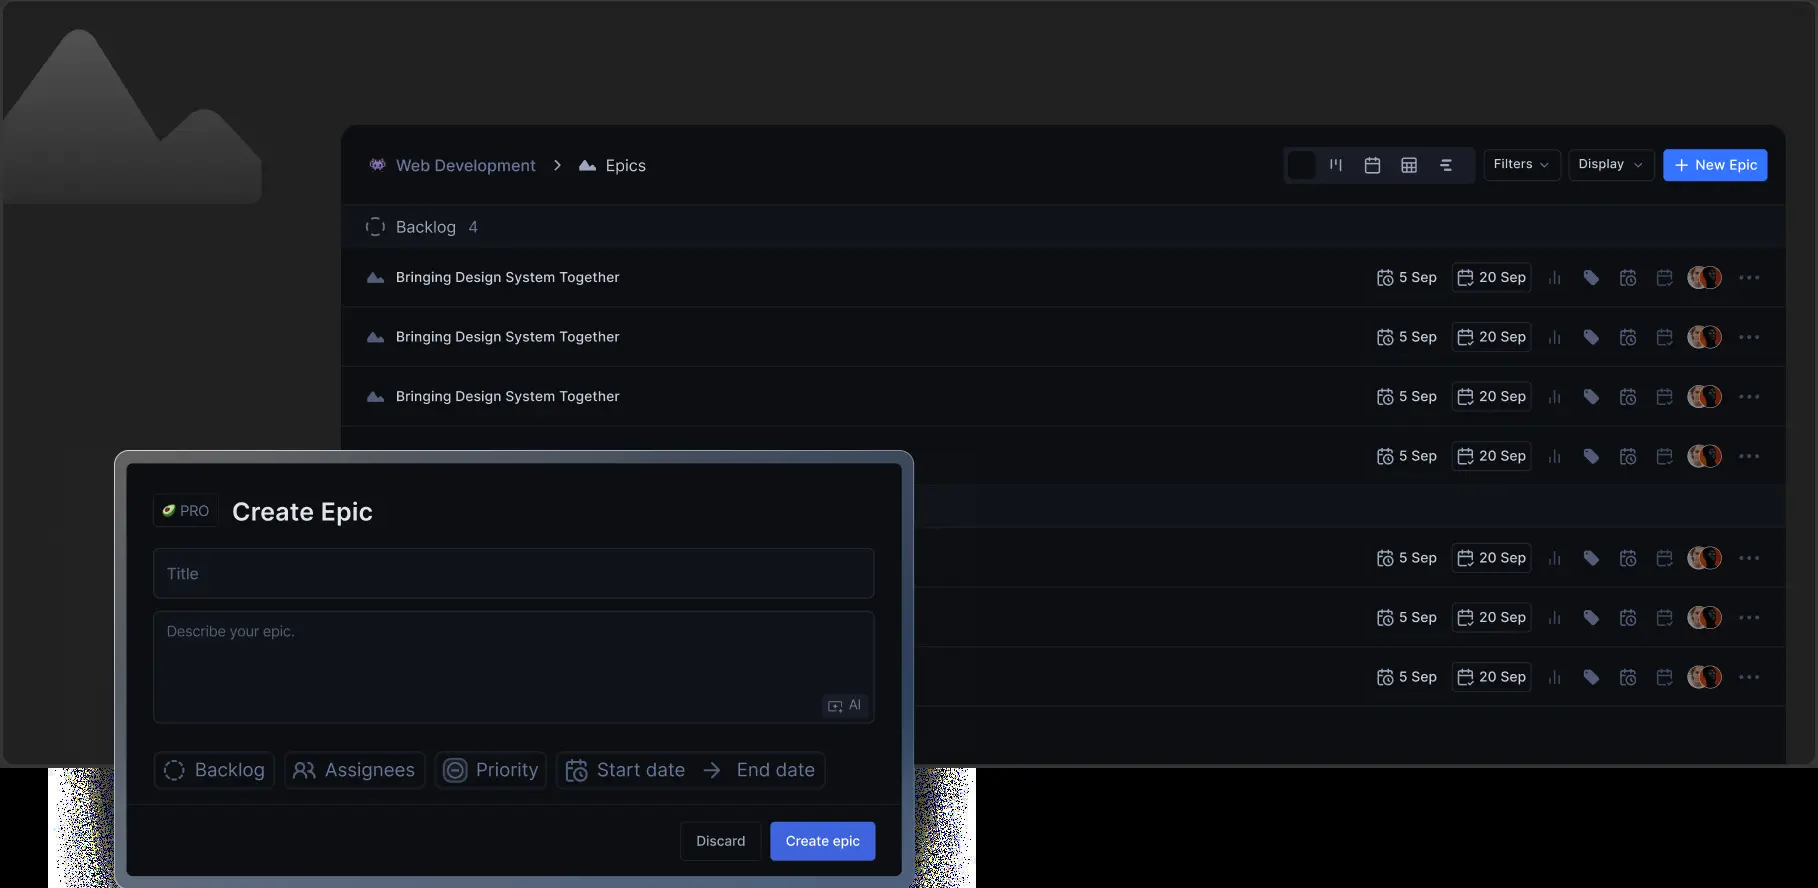 Web Development > Epics
Filters Display + New Epic
Backlog 4
Bringing Design System Together 5 Sep 20 Sep
Bringing Design System Together 5 Sep 20 Sep
Bringing Design System Together 5 Sep 20 Sep
5 Sep 20 Sep
5 Sep 20 Sep
5 Sep 20 Sep
5 Sep 20 Sep
PRO Create Epic
Title
Describe your epic.
AI
Backlog Assignees Priority Start date → End date
Discard Create epic